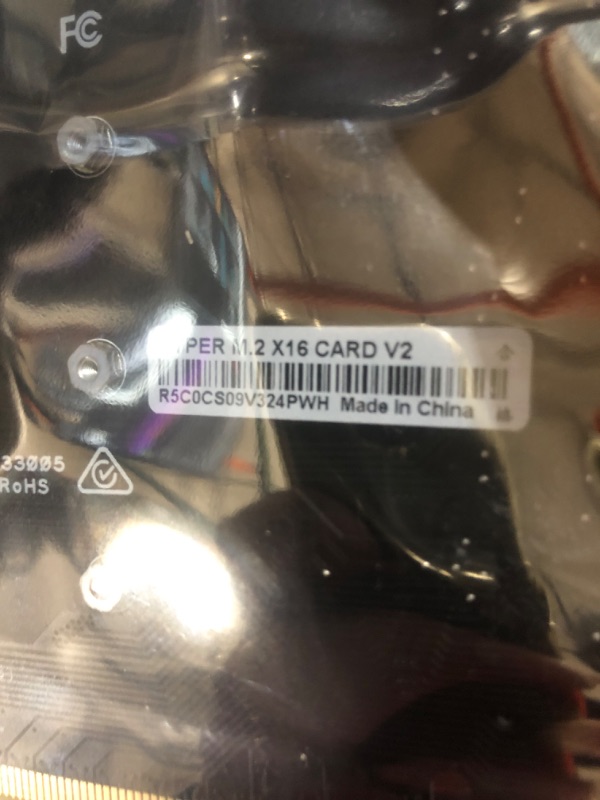 FC
PER M.2 X16 CARD V2
R5C0CS09V324PWH Made in China
33005
RoHS